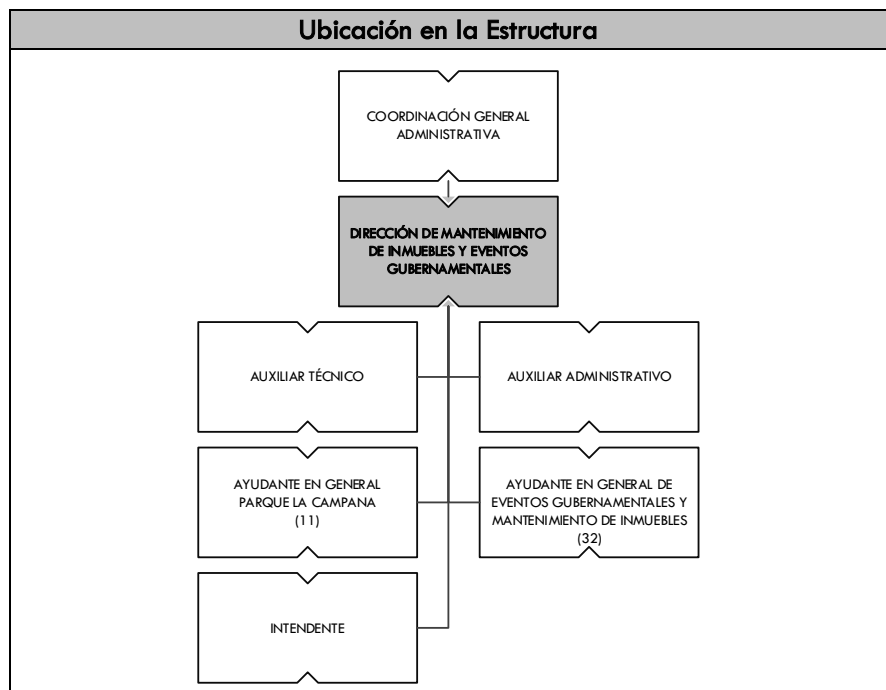 Ubicación en la Estructura
COORDINACIÓN GENERAL
ADMINISTRATIVA
DIRECCIÓN DE MANTENIMIENTO
DE INMUEBLES Y EVENTOS
GUBERNAMENTALES
AUXILIAR TÉCNICO
AUXILIAR ADMINISTRATIVO
AYUDANTE EN GENERAL
PARQUE LA CAMPANA
(11)
AYUDANTE EN GENERAL DE
EVENTOS GUBERNAMENTALES Y
MANTENIMIENTO DE INMUEBLES
(32)
INTENDENTE